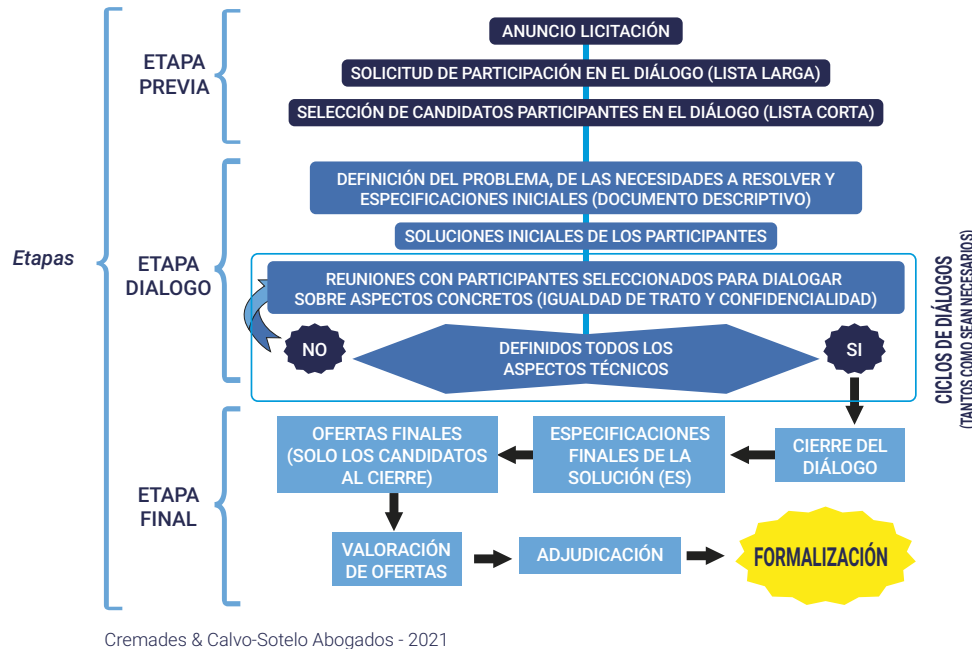 Etapas
ETAPA
PREVIA
ANUNCIO LICITACIÓN
SOLICITUD DE PARTICIPACIÓN EN EL DIÁLOGO (LISTA LARGA)
SELECCIÓN DE CANDIDATOS PARTICIPANTES EN EL DIÁLOGO (LISTA CORTA)
ETAPA
DIALOGO
DEFINICIÓN DEL PROBLEMA, DE LAS NECESIDADES A RESOLVER Y
ESPECIFICACIONES INICIALES (DOCUMENTO DESCRIPTIVO)
SOLUCIONES INICIALES DE LOS PARTICIPANTES
REUNIONES CON PARTICIPANTES SELECCIONADOS PARA DIALOGAR
SOBRE ASPECTOS CONCRETOS (IGUALDAD DE TRATO Y CONFIDENCIALIDAD)
NO
DEFINIDOS TODOS LOS
ASPECTOS TÉCNICOS
SI
CICLOS DE DIÁLOGOS
(TANTOS COMO SEAN NECESARIOS)
ETAPA
FINAL
CIERRE DEL
DIÁLOGO
ESPECIFICACIONES
FINALES DE LA
SOLUCIÓN (ES)
OFERTAS FINALES
(SOLO LOS CANDIDATOS
AL CIERRE)
VALORACIÓN
DE OFERTAS
ADJUDICACIÓN
FORMALIZACIÓN
Cremades & Calvo-Sotelo Abogados - 2021